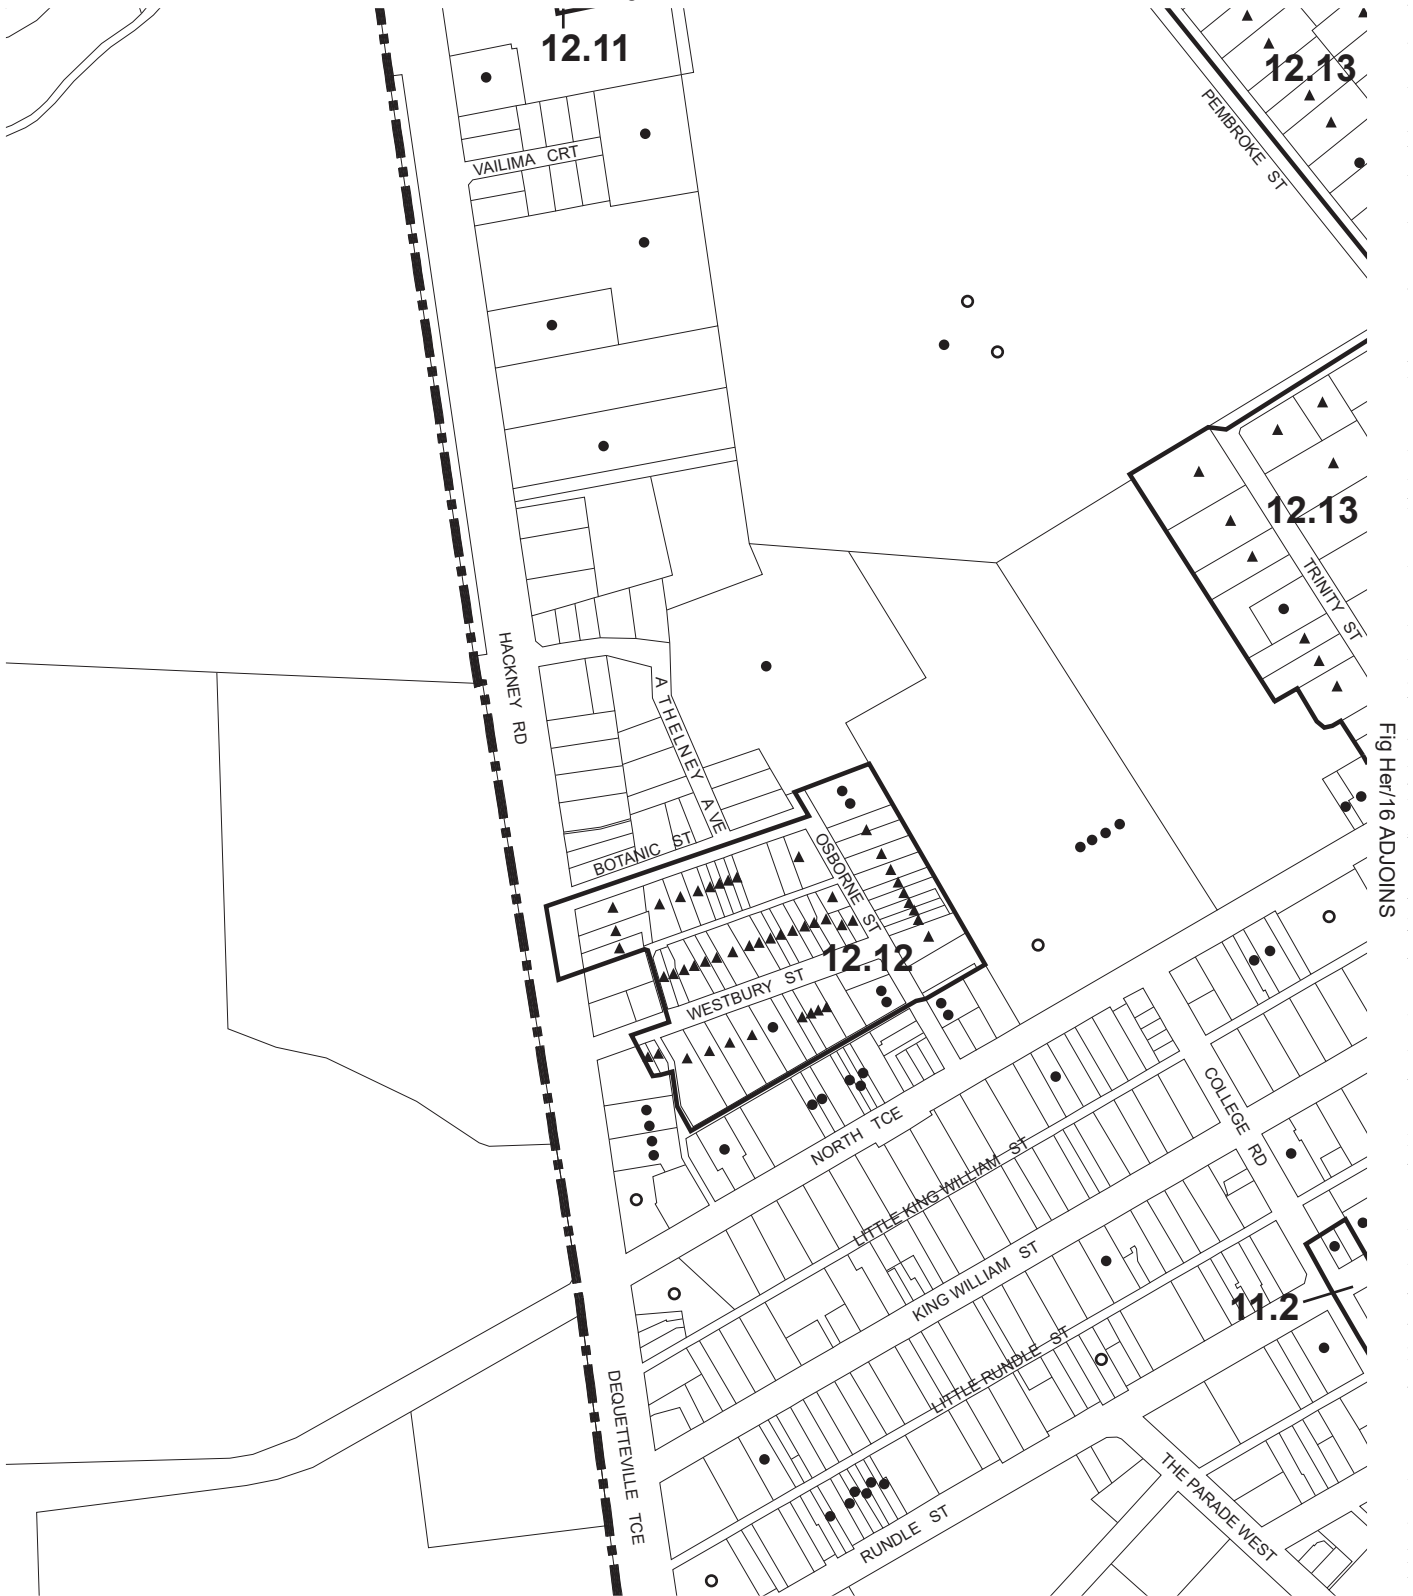 12.11
12.13
PEMBROKE ST
VAILIMA CRT
12.13
TRINITY ST
HACKNEY RD
A THELNEY AVE
Fig Her/16 ADJOINS
BOTANIC ST
OSBORNE ST
12.12
WESTBURY ST
COLLEGE RD
NORTH TCE
LITTLE KING WILLIAM ST
KING WILLIAM ST
11.2
LITTLE RUNDLE ST
DEQUETTEVILLE TCE
THE PARADE WEST
RUNDLE ST